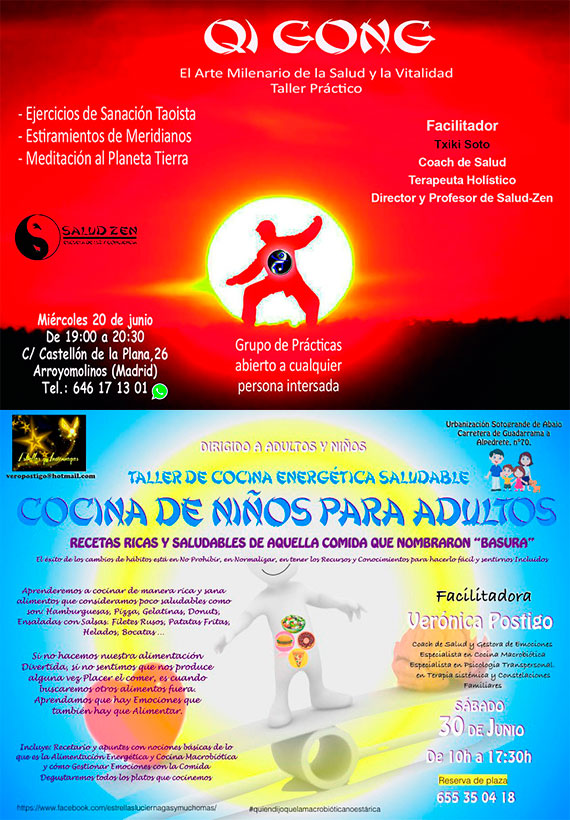 QI GONG
El Arte Milenario de la Salud y la Vitalidad
Taller Práctico
- Ejercicios de Sanación Taoista
- Estiramientos de Meridianos
- Meditación al Planeta Tierra
Facilitador
Txiki Soto
Coach de Salud
Terapeuta Holístico
Director y Profesor de Salud-Zen
SALUD ZEN
Miércoles 20 de junio
De 19:00 a 20:30
C/ Castellón de la Plana,26
Arroyomolinos (Madrid)
Tel.: 646 17 13 01
Grupo de Prácticas
abierto a cualquier
persona intersada
veropostigo@hotmail.com
DIRIGIDO A ADULTOS Y NIÑOS
Urbanización Sotogrande de Abajo
Carretera de Guadarrama a
Alpedrete, nº70.
TALLER DE COCINA ENERGÉTICA SALUDABLE
COCINA DE NIÑOS PARA ADULTOS
RECETAS RICAS Y SALUDABLES DE AQUELLA COMIDA QUE NOMBRARON "BASURA"
El éxito de los cambios de hábitos está en No Prohibir, en Normalizar, en tener los Recursos y Conocimientos para hacerlo fácil y sentirnos Incluidos
Aprenderemos a cocinar de manera rica y sana
alimentos que consideramos poco saludables como
son: Hamburguesas, Pizza, Gelatinas, Donuts,
Ensaladas con Salsas. Filetes Rusos, Patatas Fritas,
Helados, Bocatas ...
Si no hacemos nuestra alimentación
Divertida, si no sentimos que nos produce
alguna vez Placer el comer, es cuando
buscaremos otros alimentos fuera.
Aprendamos que hay Emociones que
también hay que Alimentar.
Incluye: Recetario y apuntes con nociones básicas de lo
que es la Alimentación Energética y Cocina Macrobiótica
y cómo Gestionar Emociones con la Comida
Degustaremos todos los platos que cocinemos
Facilitadora
Verónica Postigo
Coach de Salud y Gestora de Emociones
Especialista en Cocina Macrobiótica
Especialista en Psicología Transpersonal,
en Terapia sistémica y Constelaciones
Familiares
SÁBADO
30 DE JUNIO
De 10h a 17:30h
Reserva de plaza
655 35 04 18
https://www.facebook.com/estrellasluciernagasymuchomas/
#quiendijoquelamacrobióticanoestárica